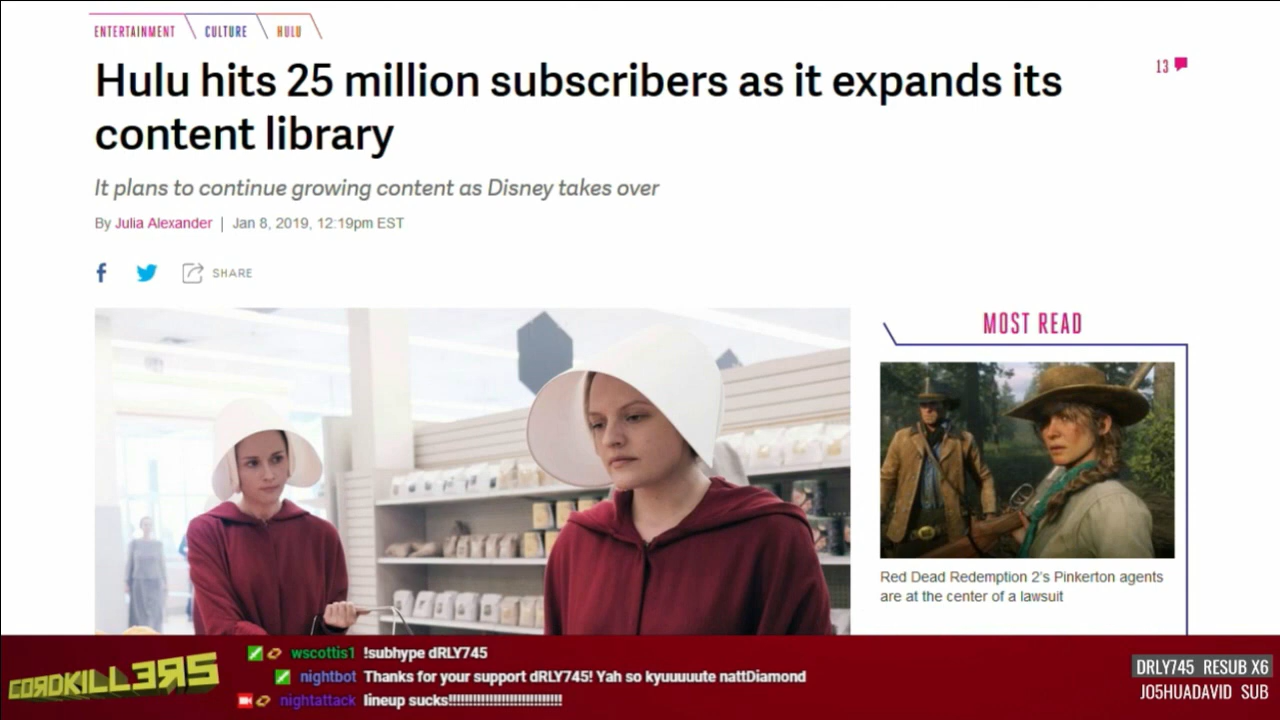 ENTERTAINMENT CULTURE HULU
Hulu hits 25 million subscribers as it expands its
content library
13
It plans to continue growing content as Disney takes over
By Julia Alexander | Jan 8, 2019, 12:19pm EST
SHARE
MOST READ
Red Dead Redemption 2's Pinkerton agents
are at the center of a lawsuit
CORDKILLERS
wscottis1 !subhype dRLY745
nightbot Thanks for your support dRLY745! Yah so kyuuuuute nattDiamond
nightattack lineup sucks!!!!!!!!!!!!!!!!!!!!!!!!!!!!!
DRLY745 RESUB X6
JO5HUADAVID SUB